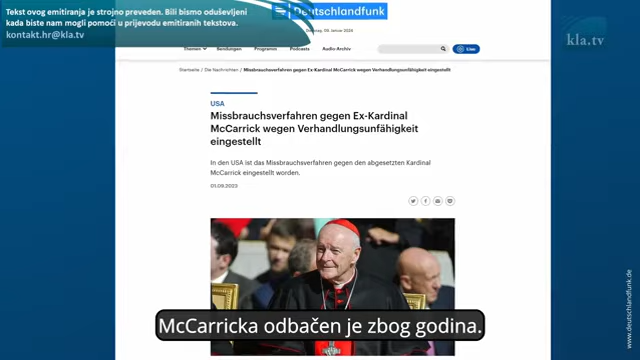 Tekst ovog emitiranja je strojno preveden. Bili bismo oduševljeni
kada biste nam mogli pomoći u prijevodu emitiranih tekstova.
kontakt.hr@kla.tv
Deutschlandfunk
09. Januar 2024
kla.tv
Themen
Sendungen
Programm
Podcasts
Audio-Archiv
Live
Startseite / Die Nachrichten / Missbrauchsverfahren gegen Ex-Kardinal McCarrick wegen Verhandlungsunfähigkeit eingestellt
USA
Missbrauchsverfahren gegen Ex-Kardinal
McCarrick wegen Verhandlungsunfähigkeit
eingestellt
In den USA ist das Missbrauchsverfahren gegen den abgesetzten Kardinal
McCarrick eingestellt worden.
McCarricka odbačen je zbog godina.
www.deutschlandfunk.de